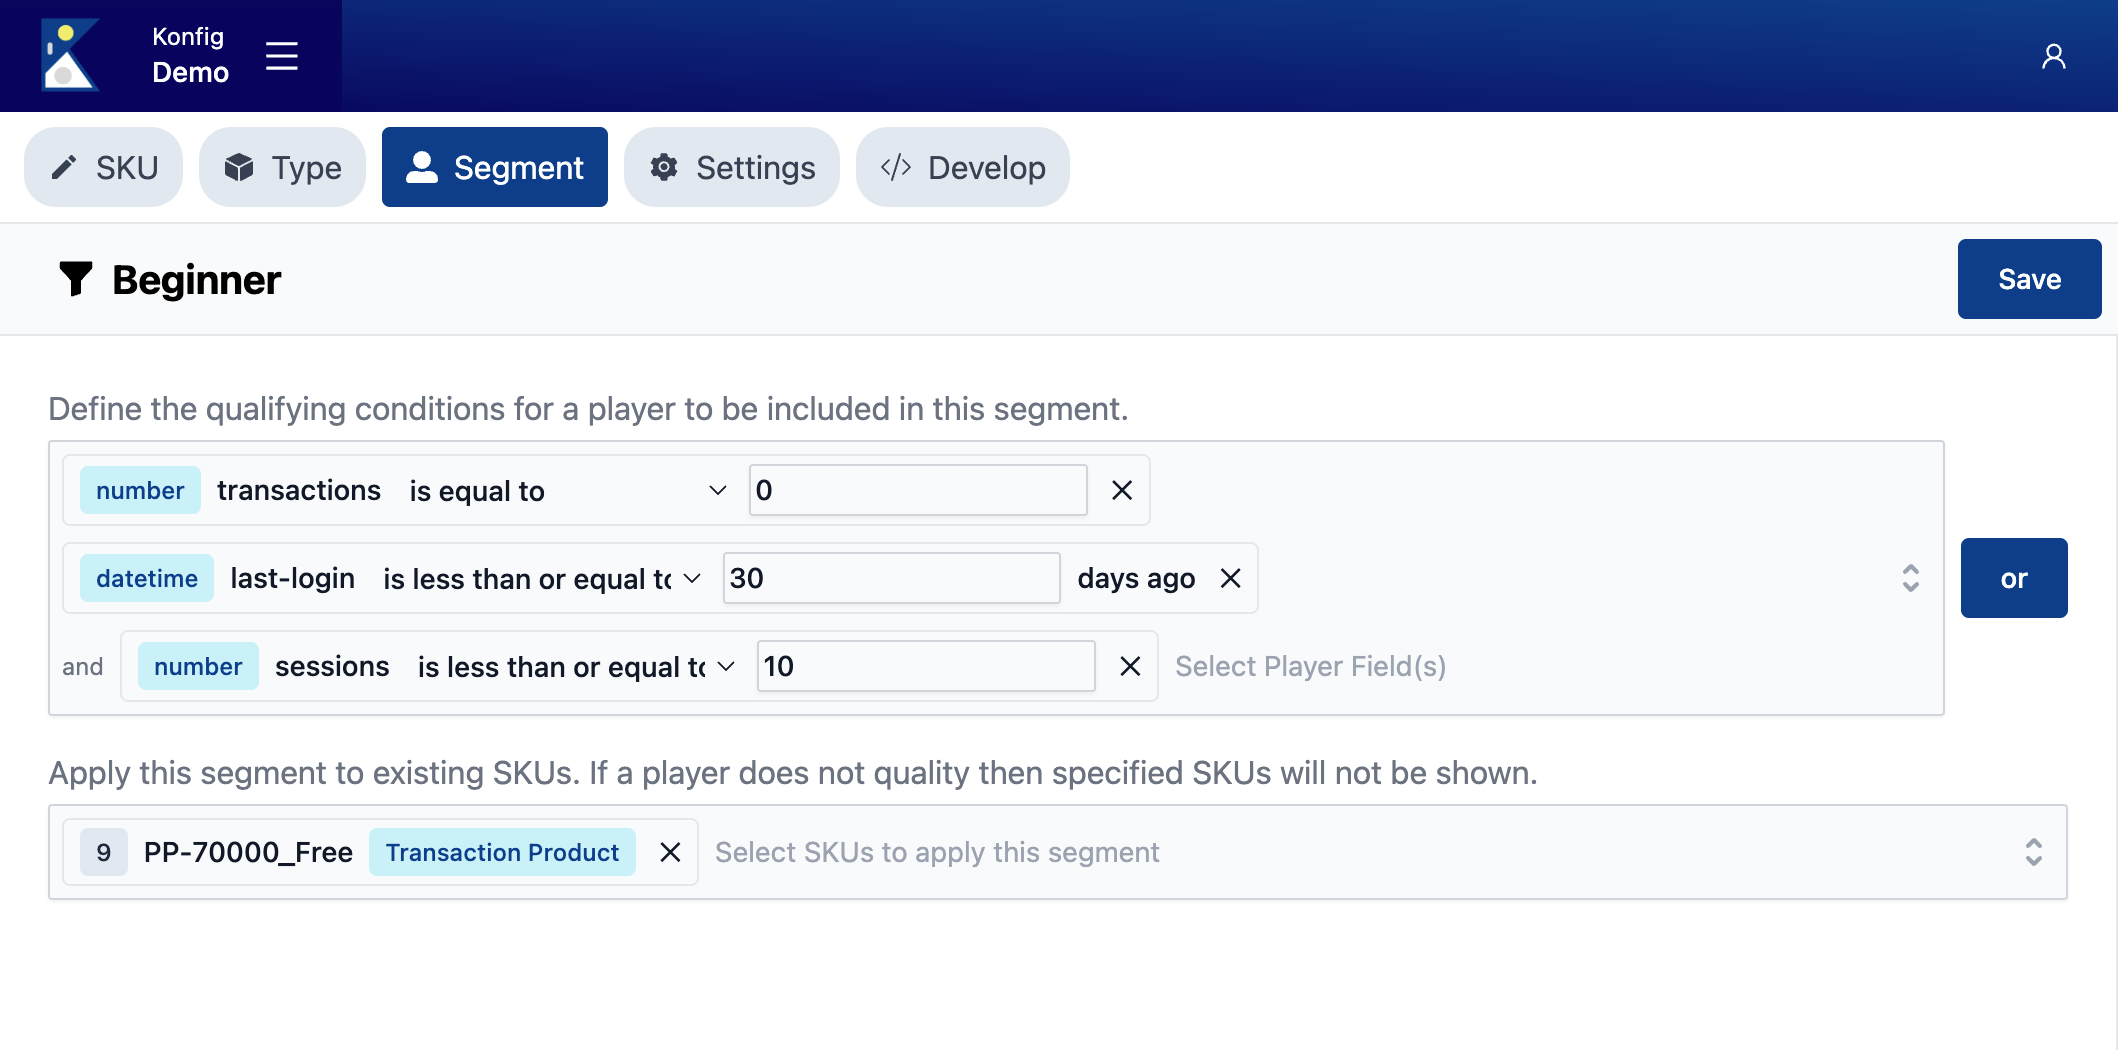 Konfig
Demo
SKU
Type
Segment
Settings
Develop
Beginner
Save
Define the qualifying conditions for a player to be included in this segment.
number transactions is equal to 0
datetime last-login is less than or equal to 30 days ago
or
and number sessions is less than or equal to 10 Select Player Field(s)
Apply this segment to existing SKUs. If a player does not quality then specified SKUs will not be shown.
9 PP-70000_Free Transaction Product Select SKUs to apply this segment